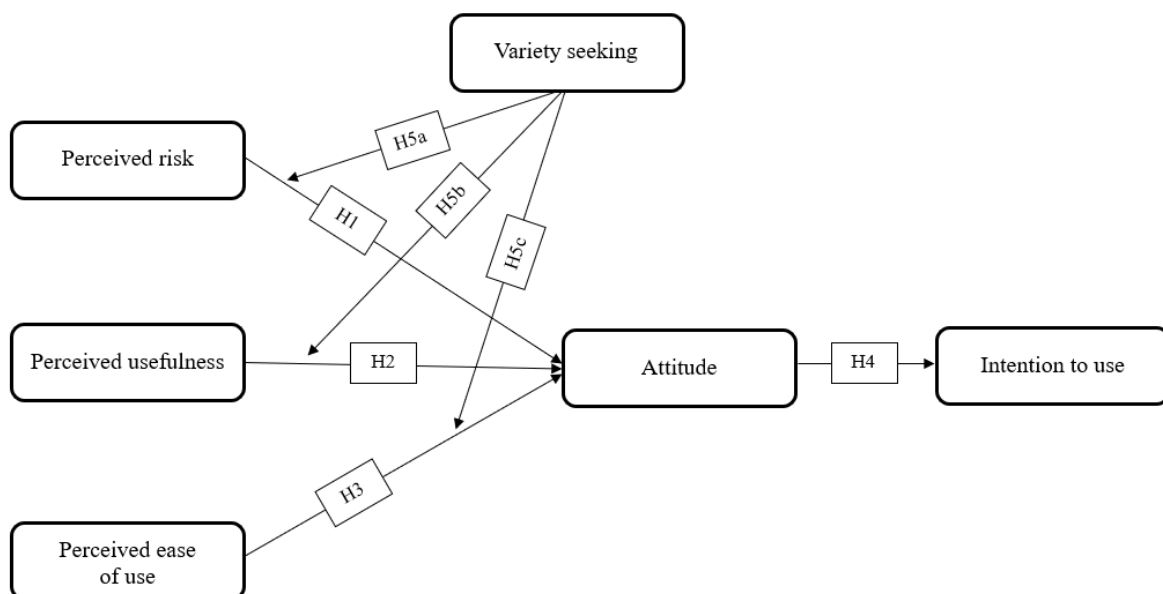 Variety seeking
H5a
Perceived risk
H5b
H1
H5c
Perceived usefulness
H2
Attitude
H4
Intention to use
H3
Perceived ease
of use